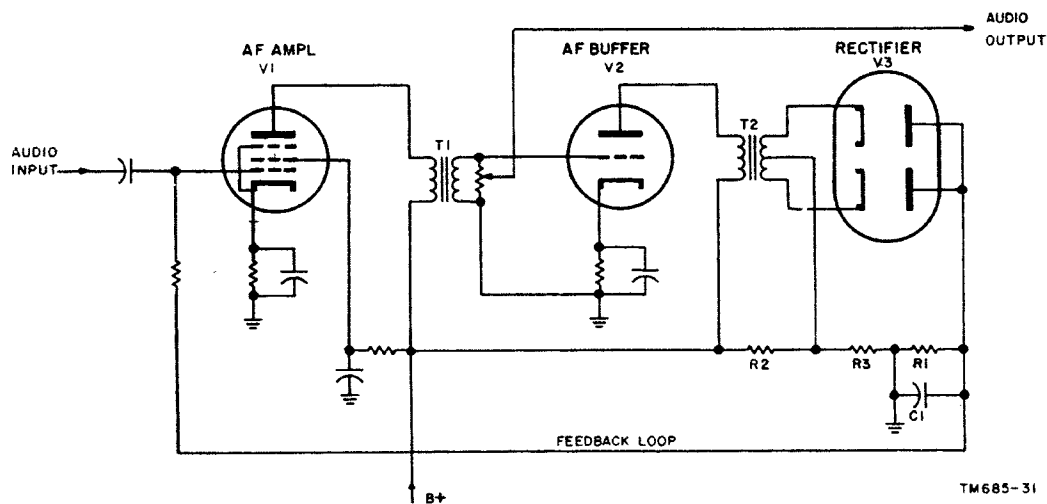 AUDIO
OUTPUT
AF AMPL
V1
AF BUFFER
V2
RECTIFIER
V3
AUDIO
INPUT
T1
T2
R2
R3
R1
C1
FEEDBACK LOOP
B+
TM685-31